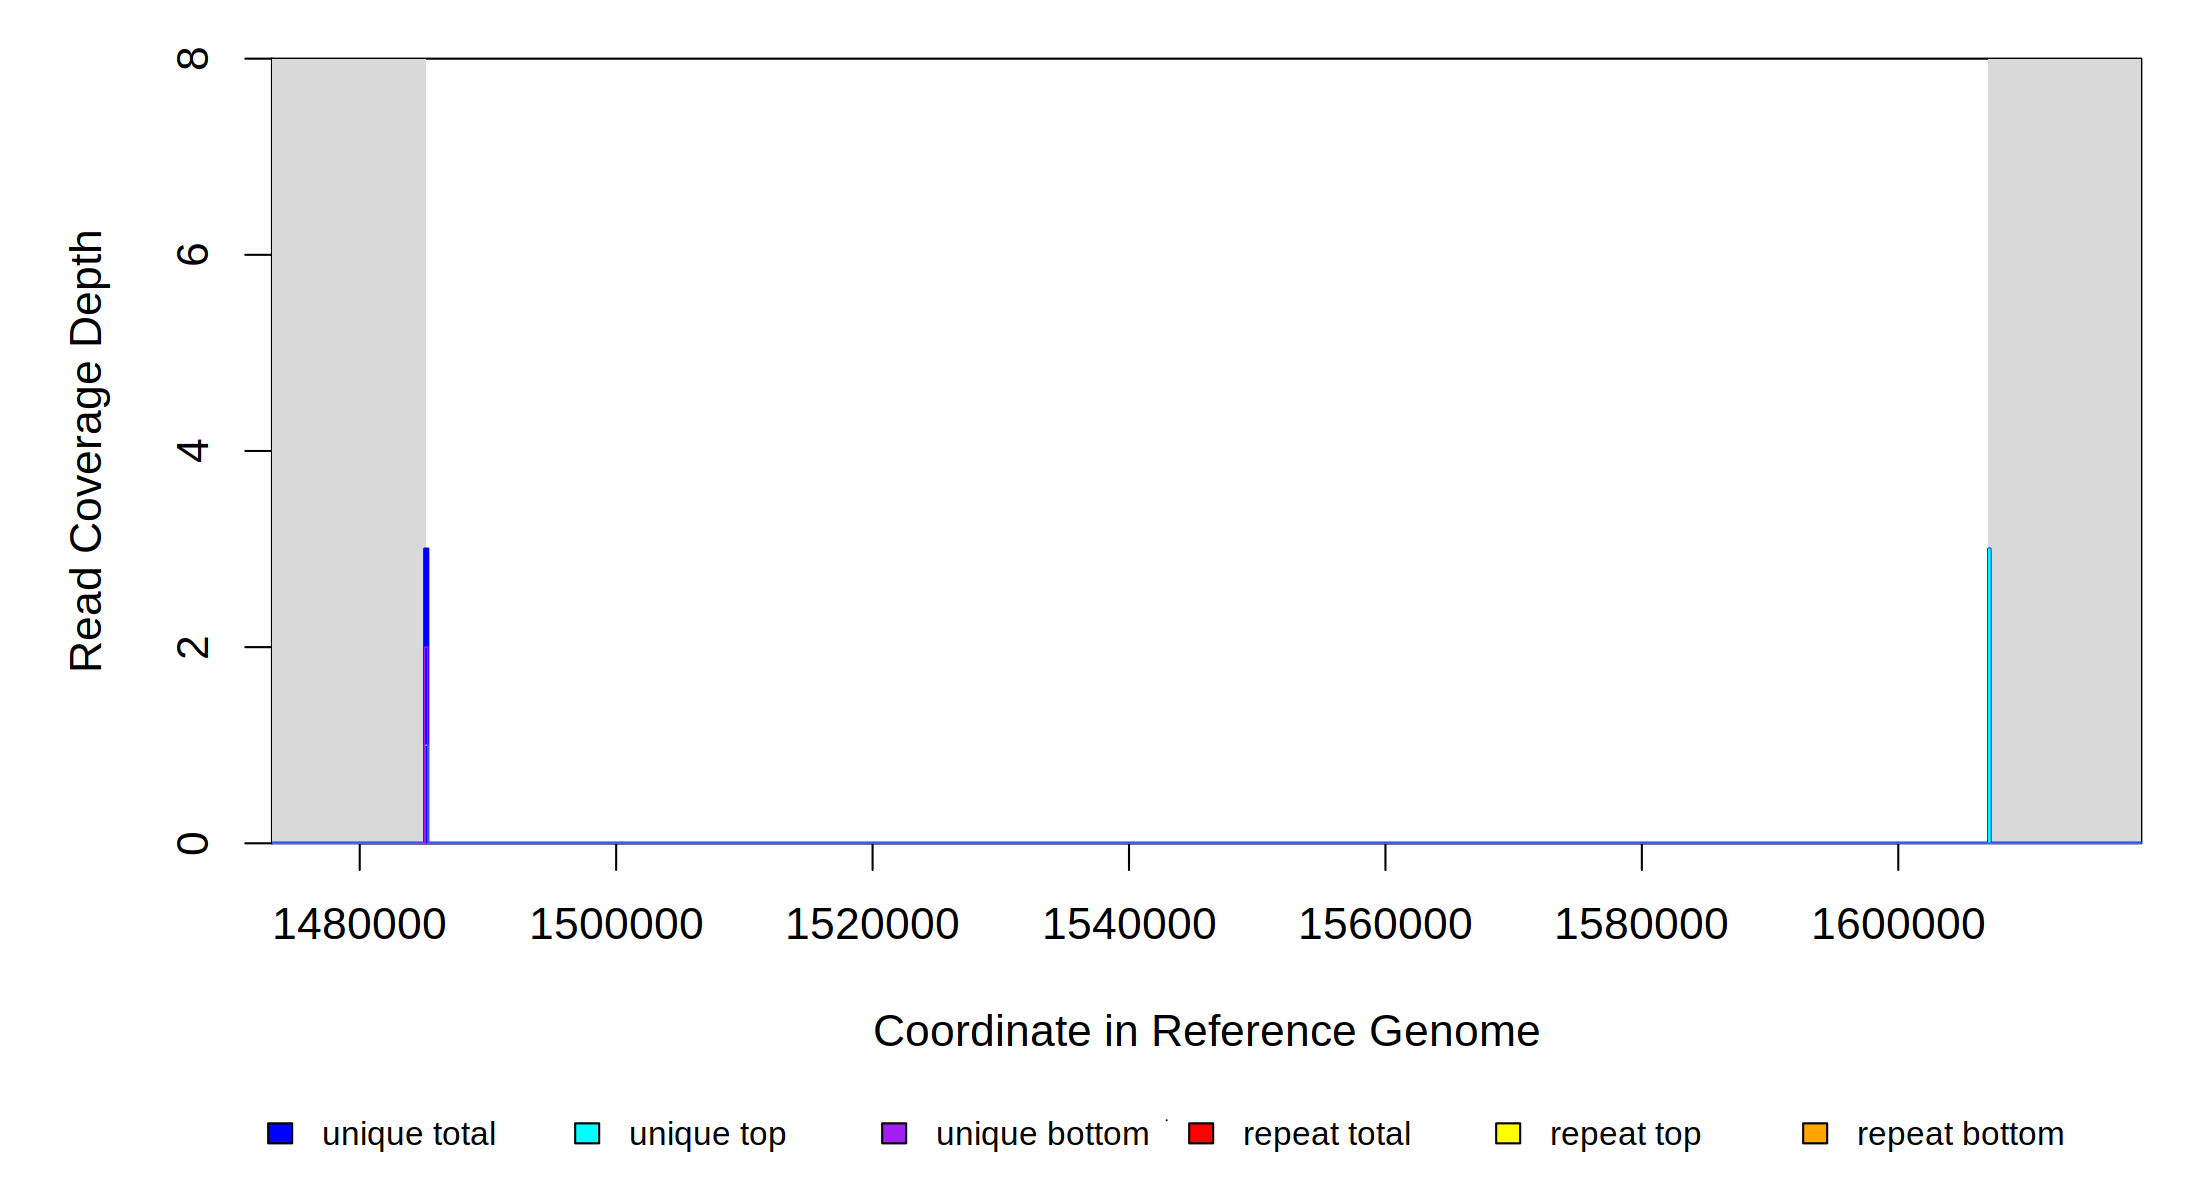 8
6
4
2
0
Read Coverage Depth
1480000 1500000 1520000 1540000 1560000 1580000 1600000
Coordinate in Reference Genome
unique total unique top unique bottom repeat total repeat top repeat bottom